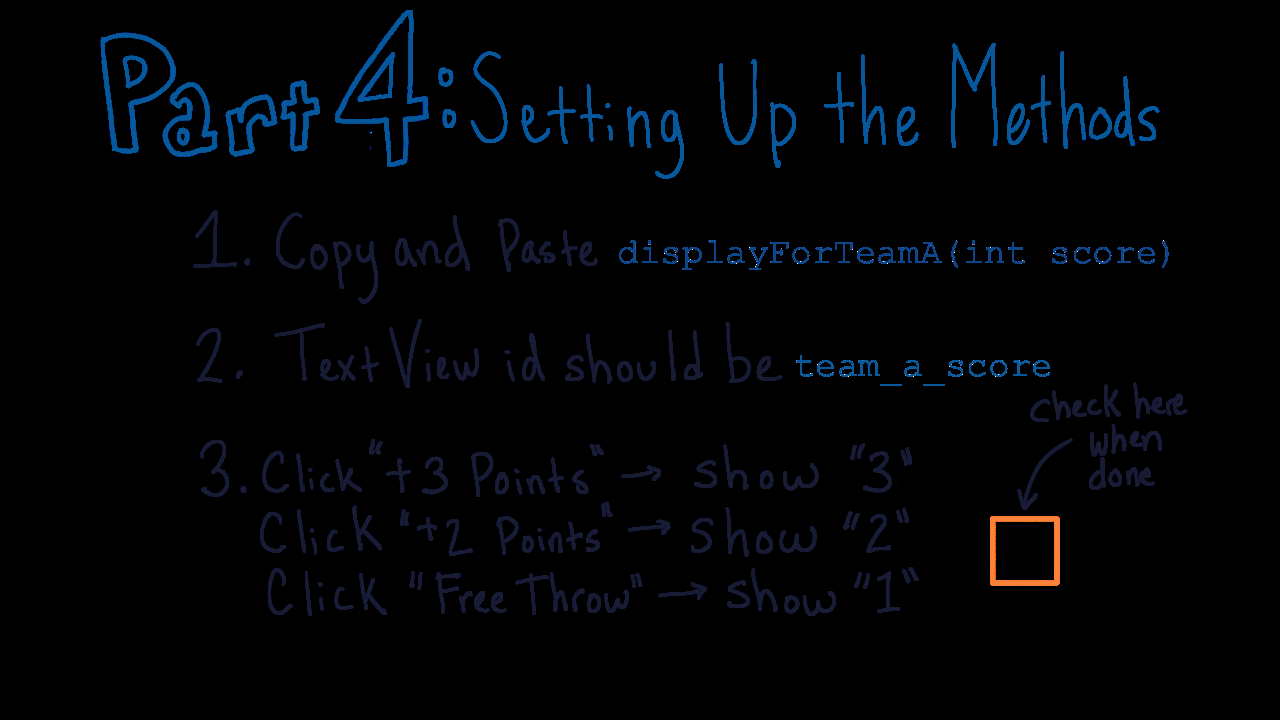 Part 4: Setting Up the Methods
1. Copy and Paste displayForTeamA(int score)
2. TextView id should be team_a_score
check here
when
done
3. Click "+3 Points" → show "3"
Click "+2 Points" → show "2"
Click "Free Throw" → show "1"